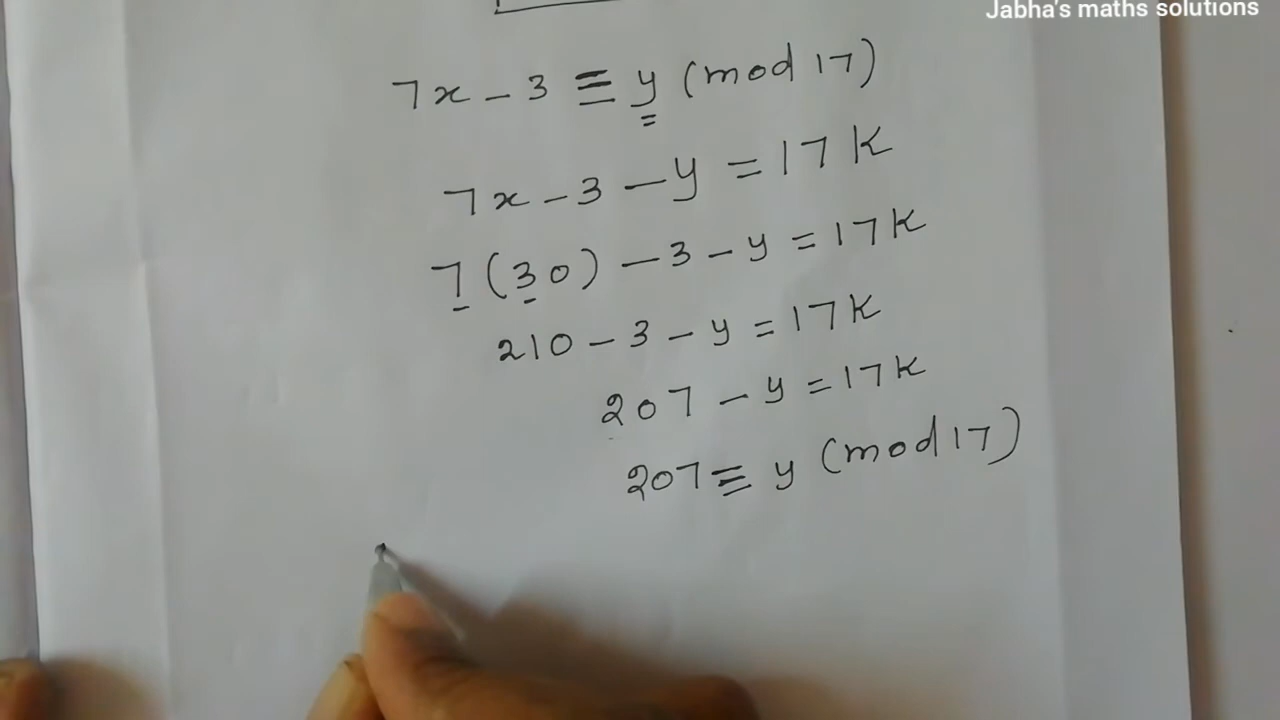 Jabha's maths solutions
7x - 3 ≡ y (mod 17)
7x - 3 - y = 17K
7(30) - 3 - y = 17K
210 - 3 - y = 17K
207 - y = 17K
207 ≡ y (mod 17)